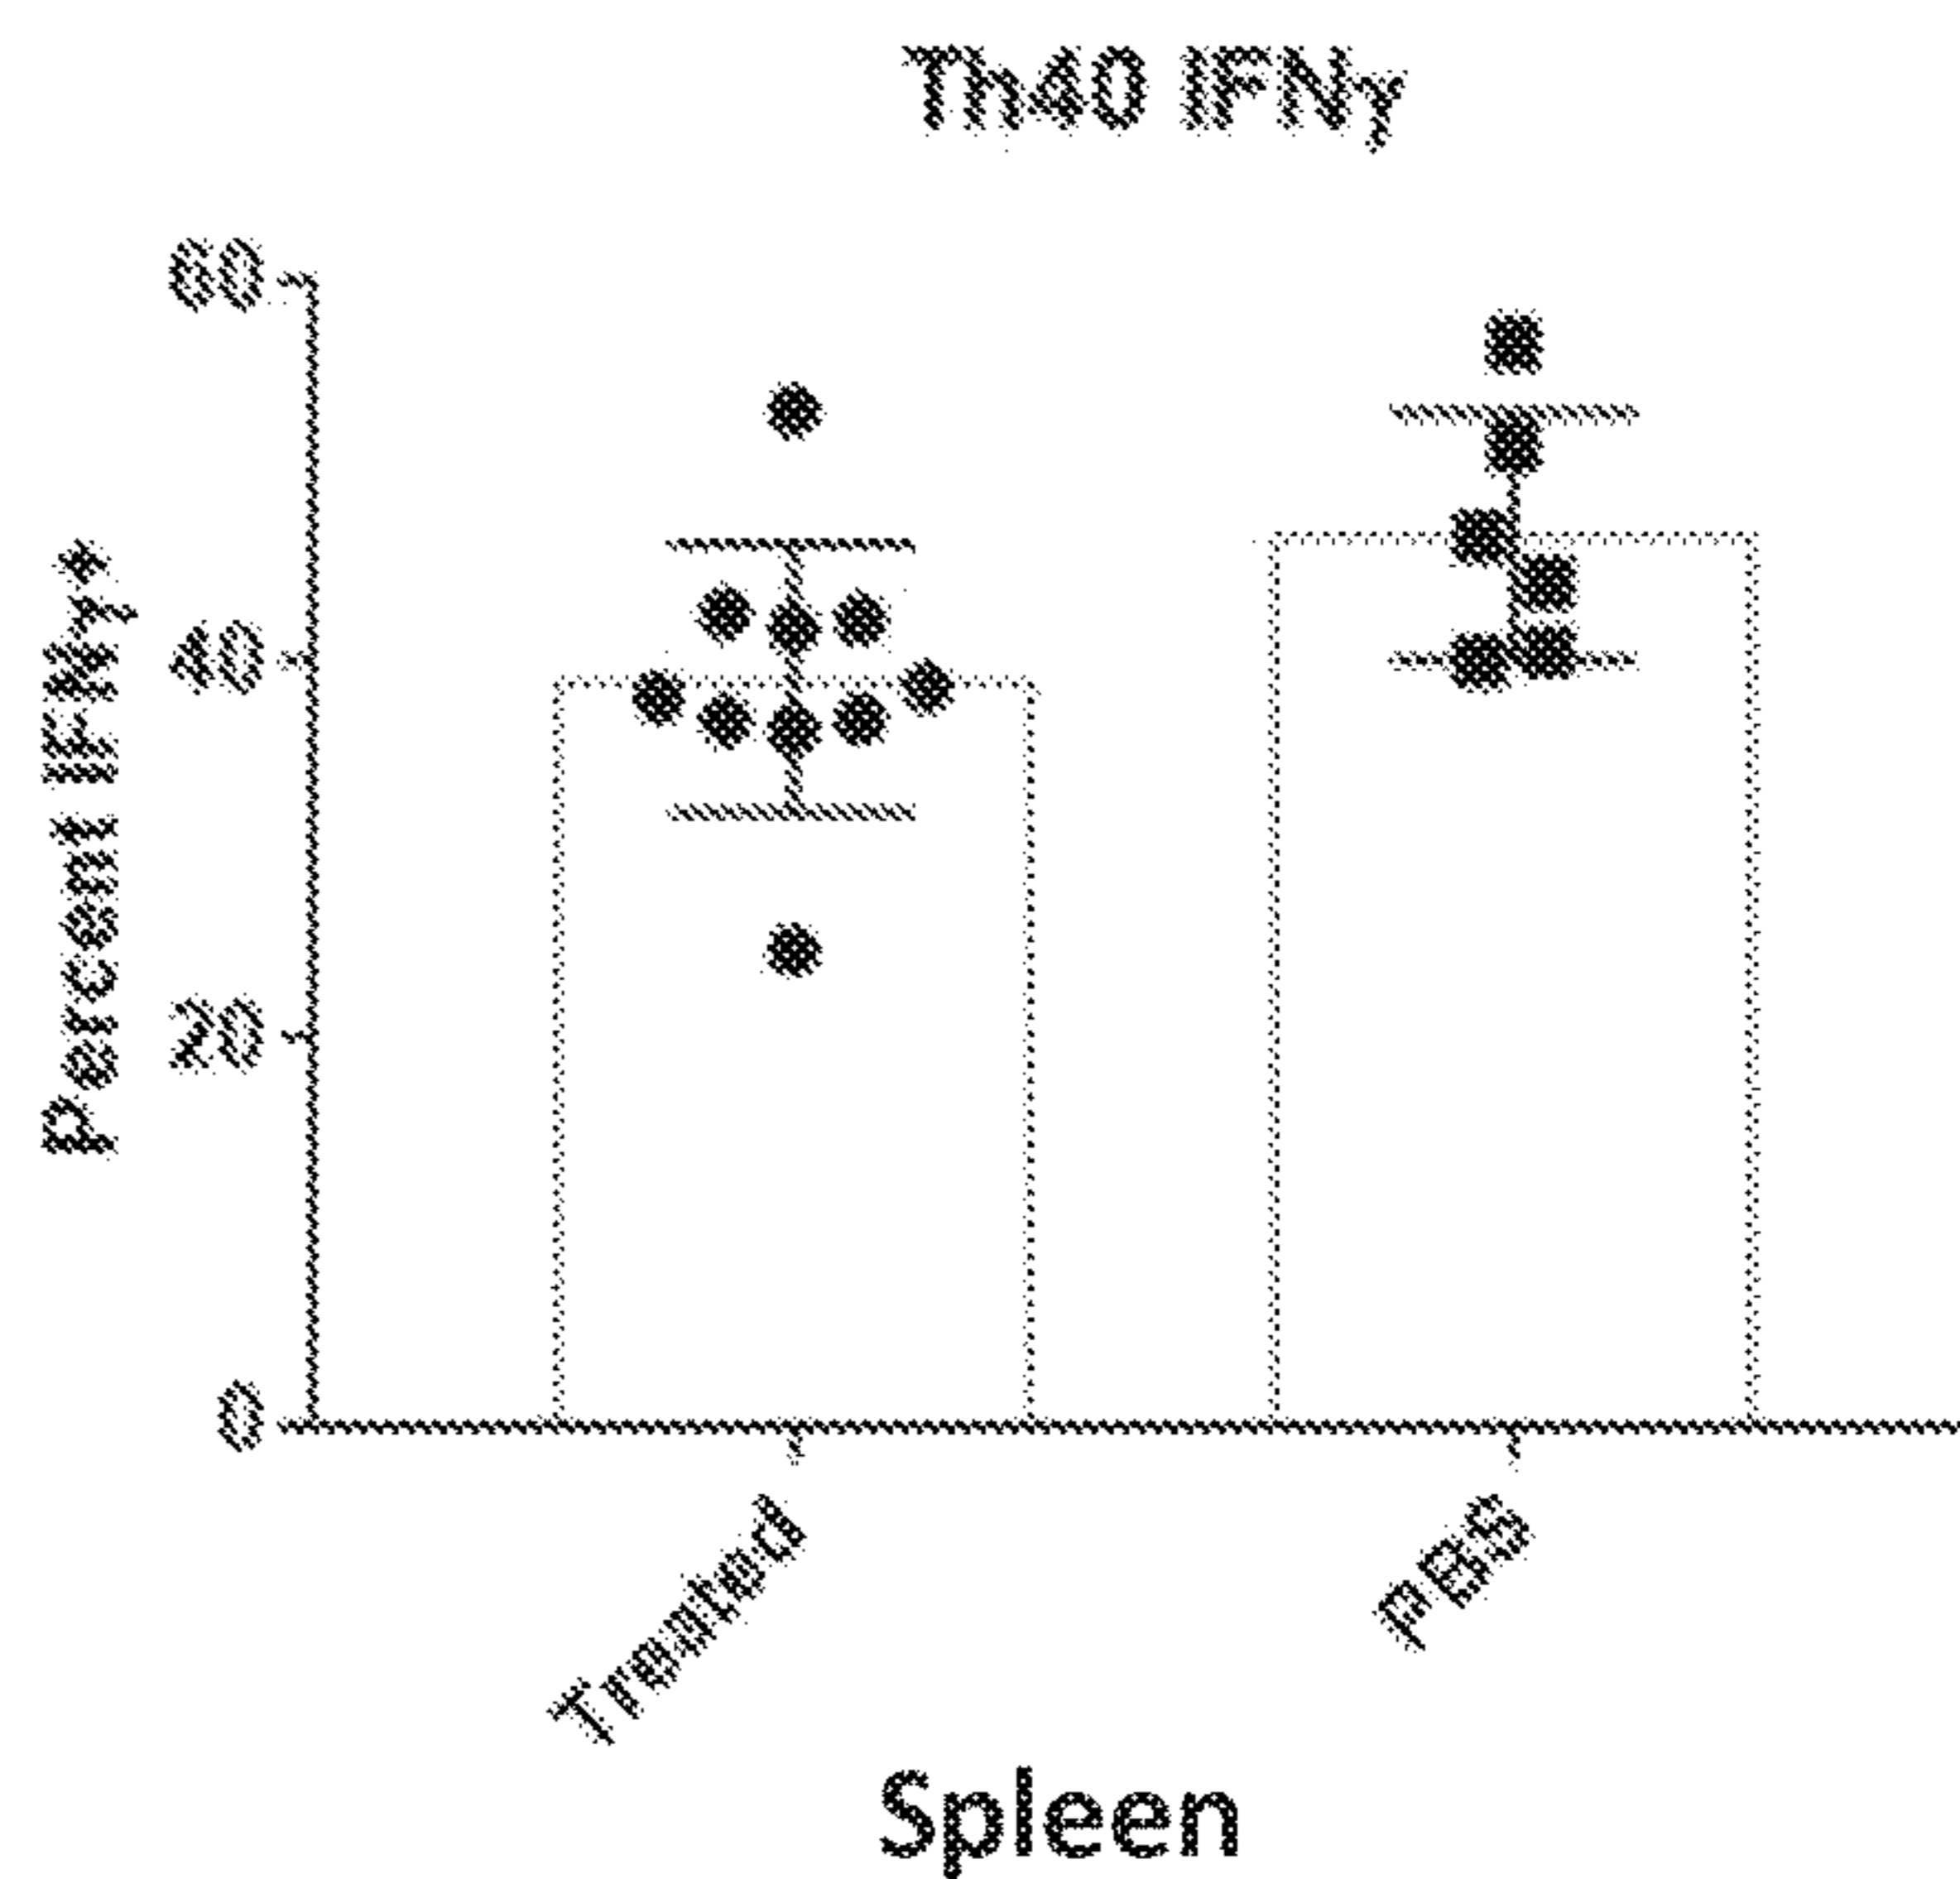 Th40 IFNγ
Percent IFNγ+
60
40
20
0
Treated
PBS
Spleen